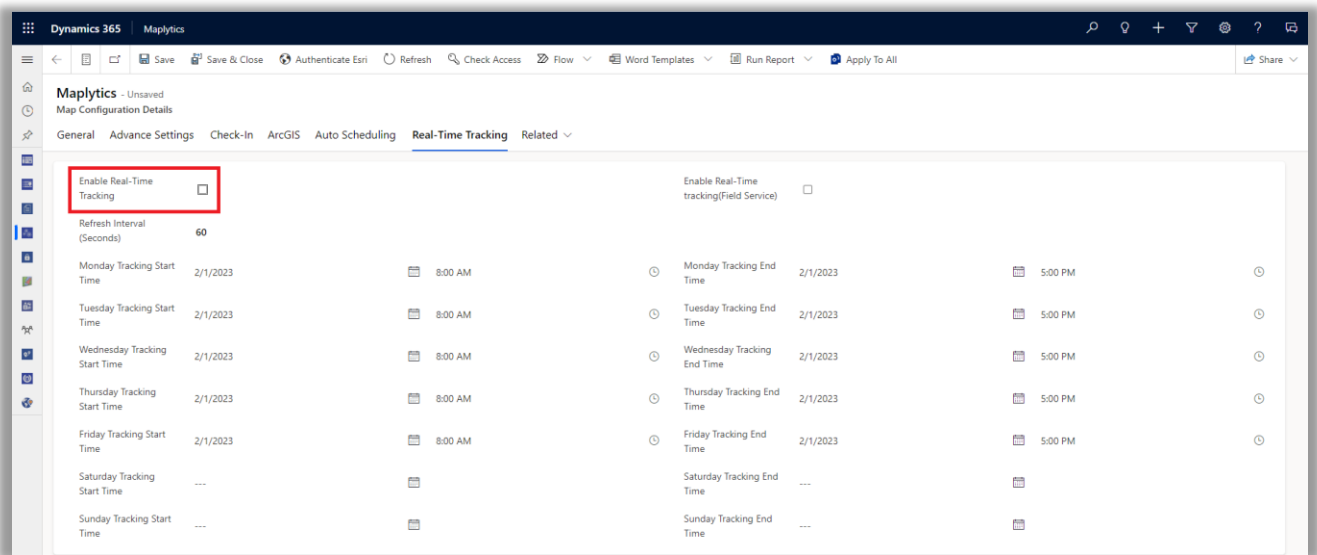 Dynamics 365 Maplytics
Save Save & Close Authenticate Esri Refresh Check Access Flow Word Templates Run Report Apply To All Share
Maplytics - Unsaved
Map Configuration Details
General Advance Settings Check-In ArcGIS Auto Scheduling Real-Time Tracking Related
Enable Real-Time
Tracking
Enable Real-Time
tracking(Field Service)
Refresh Interval
(Seconds)
60
Monday Tracking Start
Time
2/1/2023 8:00 AM
Monday Tracking End
Time
2/1/2023 5:00 PM
Tuesday Tracking Start
Time
2/1/2023 8:00 AM
Tuesday Tracking End
Time
2/1/2023 5:00 PM
Wednesday Tracking
Start Time
2/1/2023 8:00 AM
Wednesday Tracking
End Time
2/1/2023 5:00 PM
Thursday Tracking
Start Time
2/1/2023 8:00 AM
Thursday Tracking End
Time
2/1/2023 5:00 PM
Friday Tracking Start
Time
2/1/2023 8:00 AM
Friday Tracking End
Time
2/1/2023 5:00 PM
Saturday Tracking
Start Time
---
Saturday Tracking End
Time
---
Sunday Tracking Start
Time
---
Sunday Tracking End
Time
---